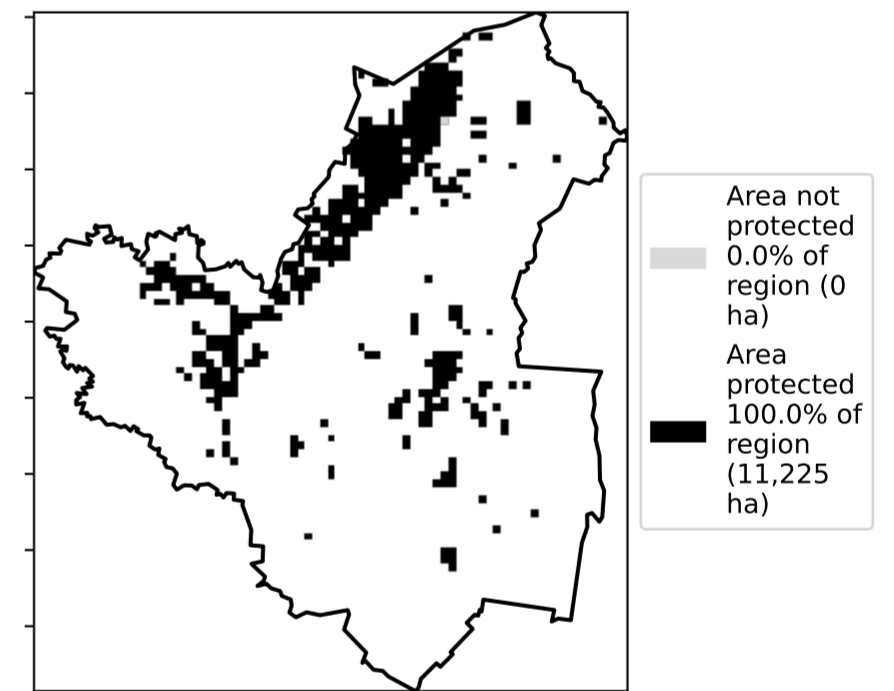 Area not
protected
0.0% of
region (0
ha)
Area
protected
100.0% of
region
(11,225
ha)